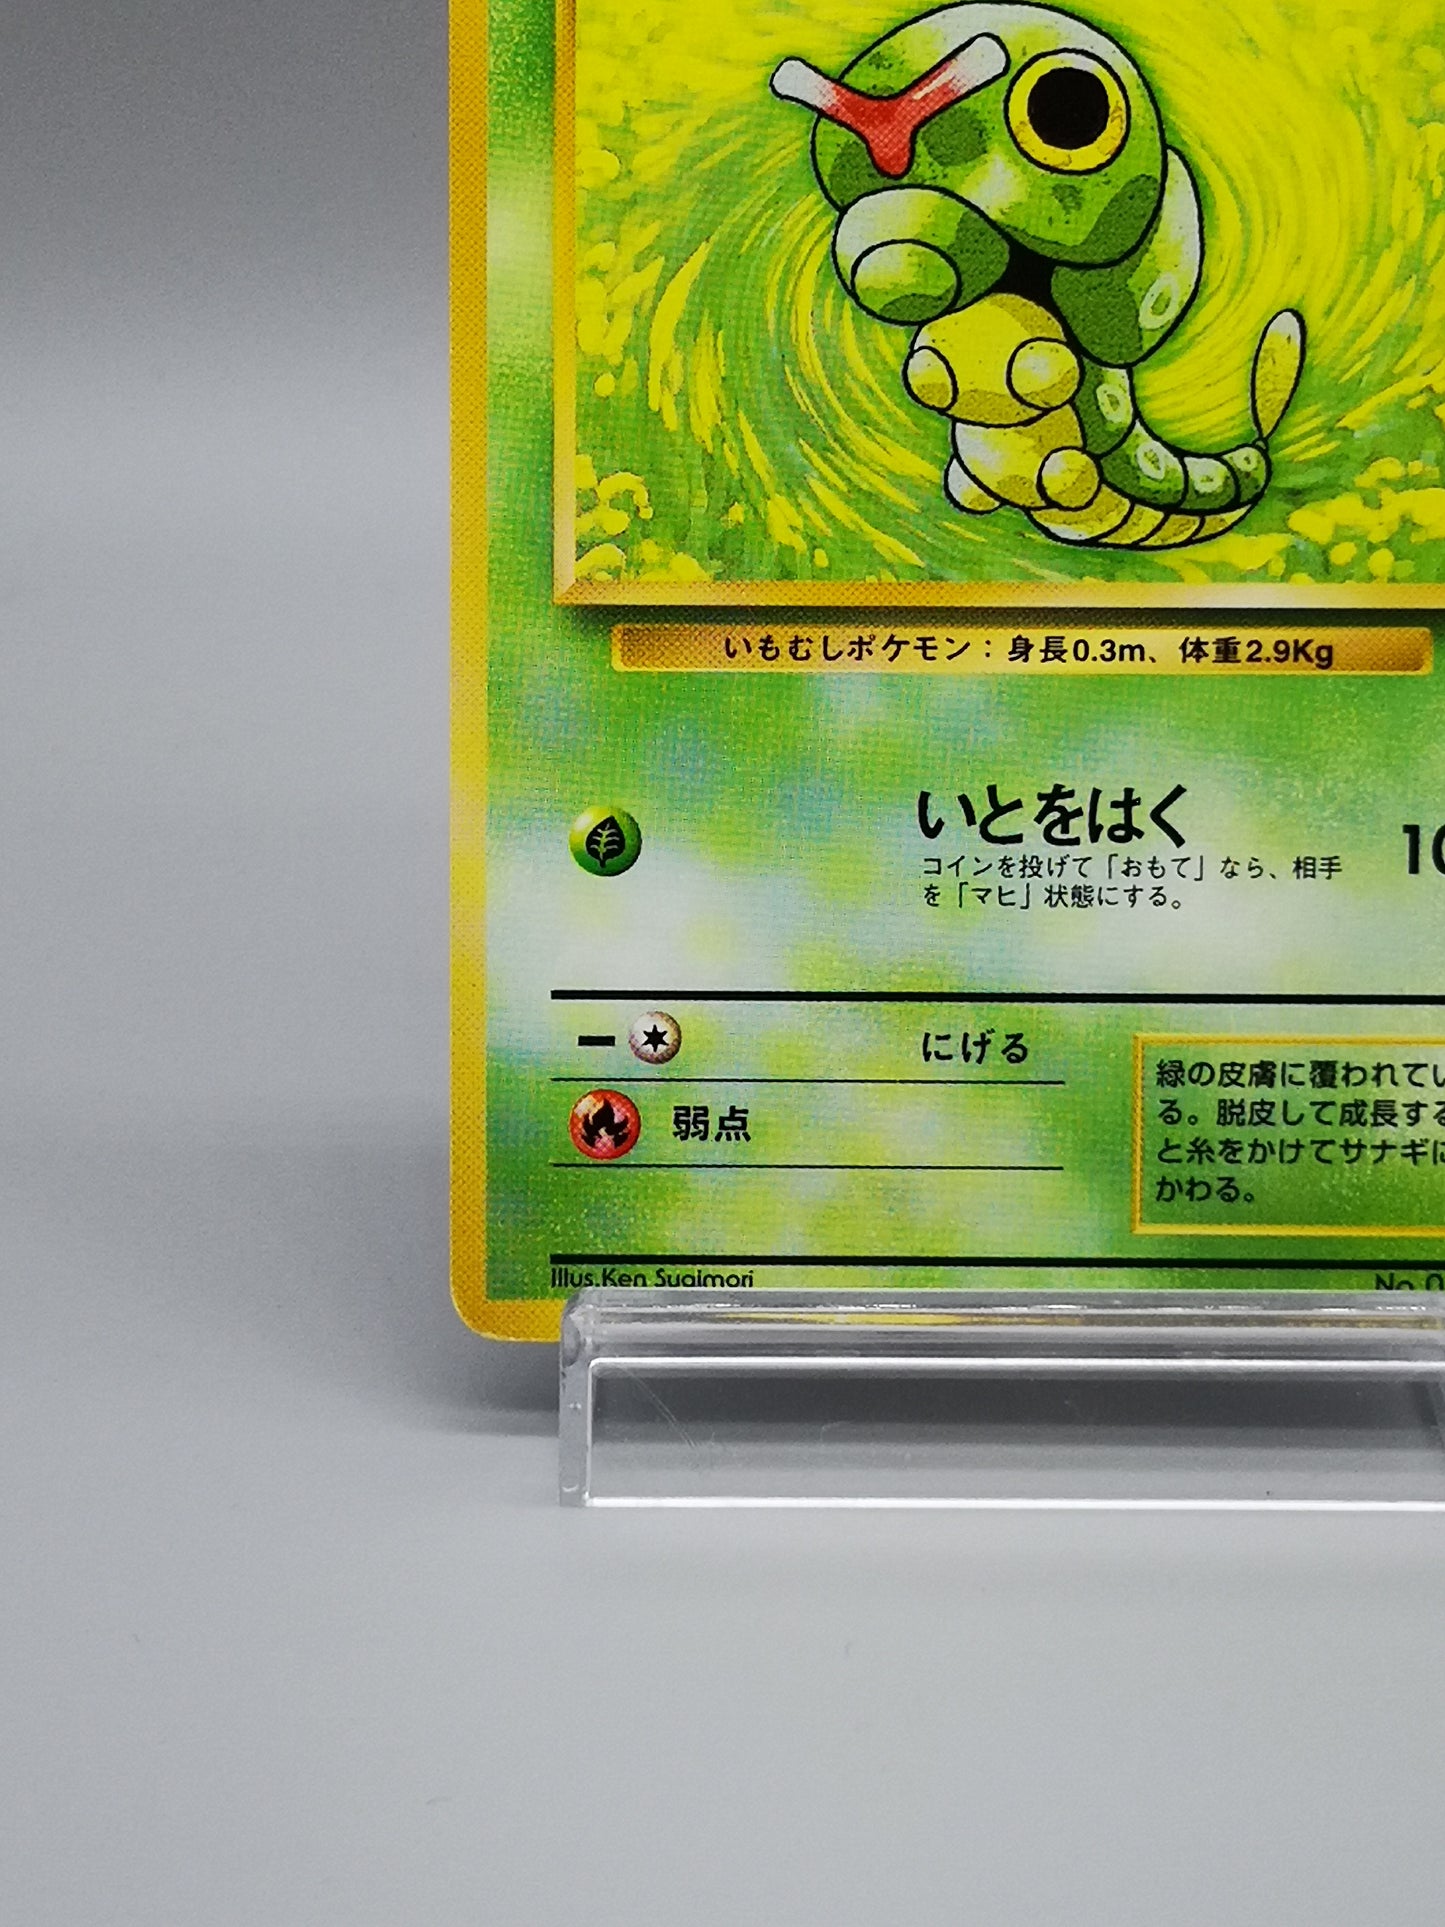 いもむしポケモン：身長0.3m、体重2.9Kg
いとをはく 10
コインを投げて「おもて」なら、相手
を「マヒ」状態にする。
にげる
弱点
緑の皮膚に覆われてい
る。脱皮して成長する
と糸をかけてサナギに
かわる。
Illus.Ken Sugimori No.0